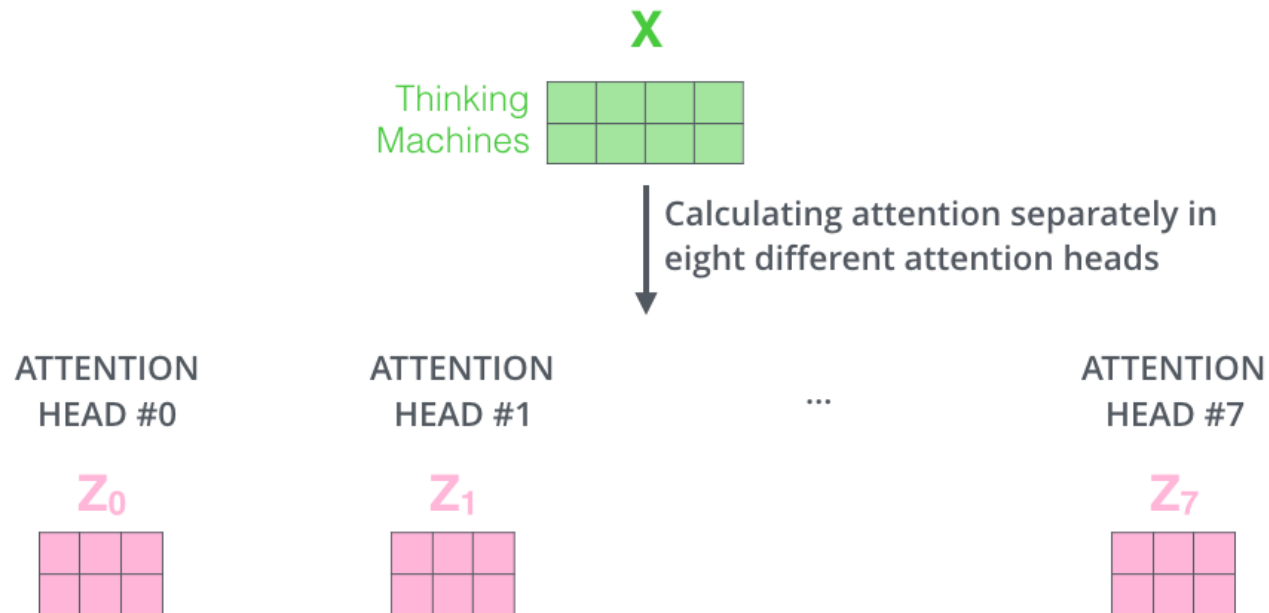 X
Thinking
Machines
Calculating attention separately in
eight different attention heads
ATTENTION
HEAD #0
ATTENTION
HEAD #1
...
ATTENTION
HEAD #7
Z0
Z1
Z7